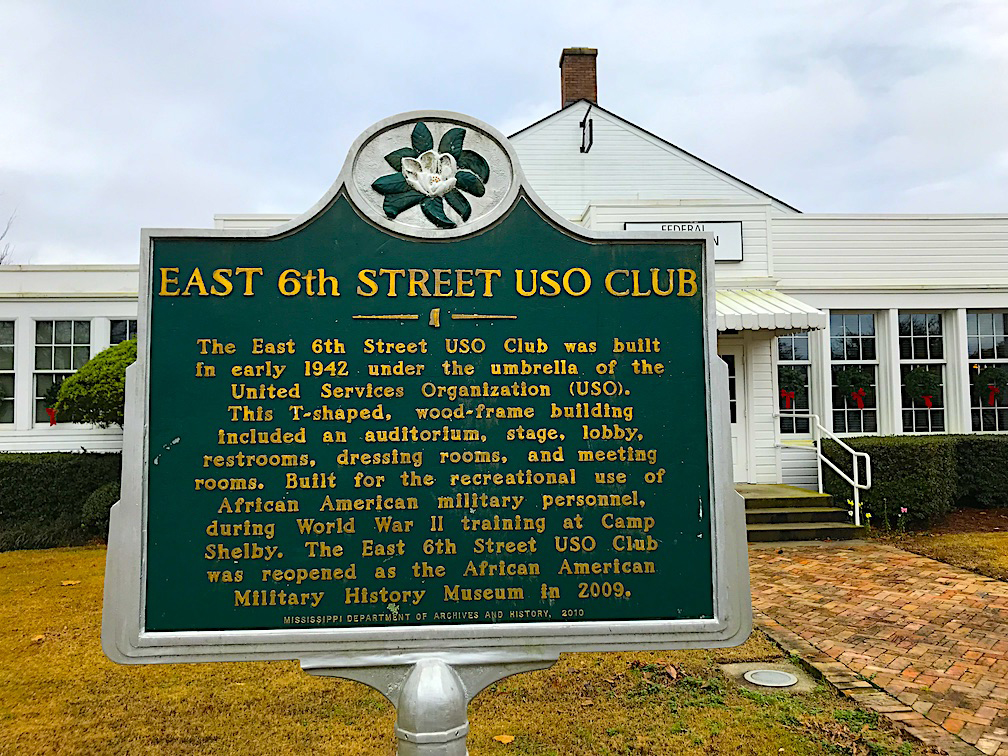 FEDERAL
EAST 6th STREET USO CLUB
The East 6th Street USO Club was built
in early 1942 under the umbrella of the
United Services Organization (USO).
This T-shaped, wood-frame building
included an auditorium, stage, lobby,
restrooms, dressing rooms, and meeting
rooms. Built for the recreational use of
African American military personnel,
during World War II training at Camp
Shelby. The East 6th Street USO Club
was reopened as the African American
Military History Museum in 2009.
MISSISSIPPI DEPARTMENT OF ARCHIVES AND HISTORY, 2010